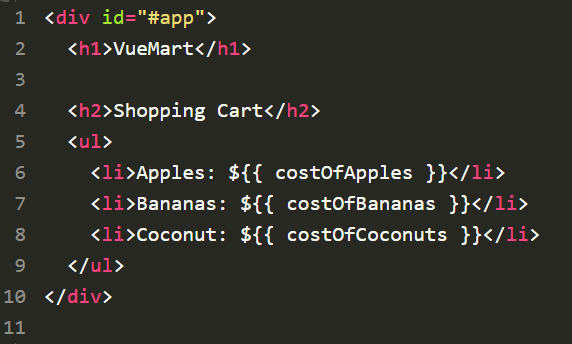 1 <div id="#app">
2   <h1>VueMart</h1>
3
4   <h2>Shopping Cart</h2>
5   <ul>
6     <li>Apples: ${{ costOfApples }}</li>
7     <li>Bananas: ${{ costOfBananas }}</li>
8     <li>Coconut: ${{ costOfCoconuts }}</li>
9   </ul>
10 </div>
11